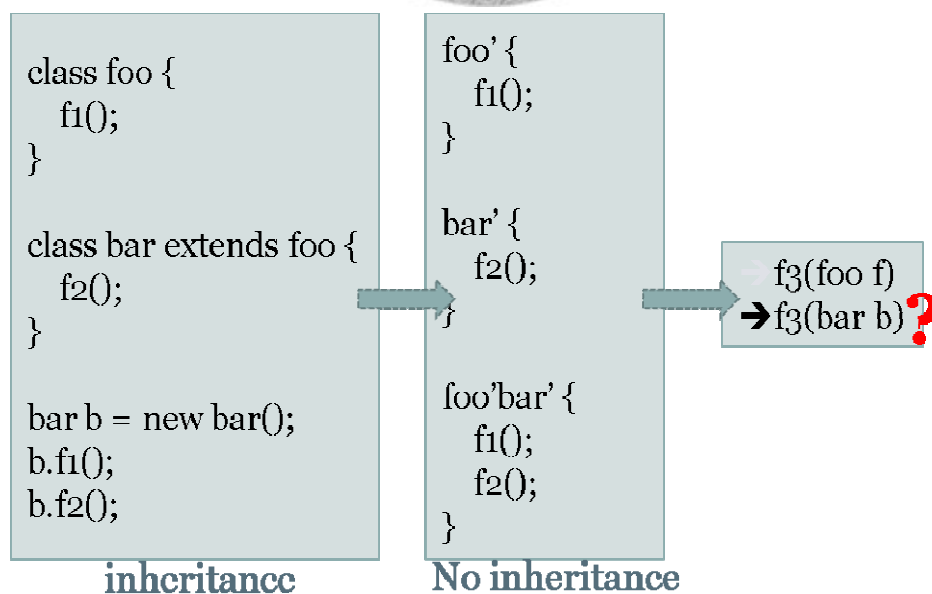 class foo {
f1();
}
class bar extends foo {
f2();
}
bar b = new bar();
b.f1();
b.f2();
inheritance
foo’ {
f1();
}
bar’ {
f2();
}
foo’bar’ {
f1();
f2();
}
No inheritance
➔ f3(foo f)
➔f3(bar b)
?